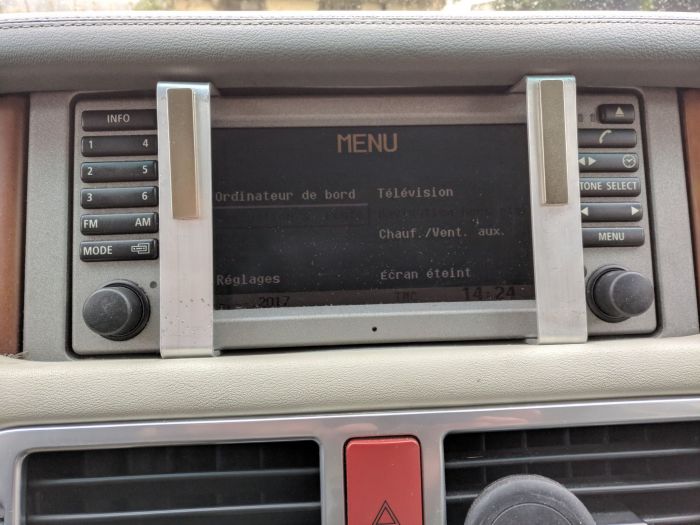 INFO
1 4
2 5
3 6
FM AM
MODE
MENU
Ordinateur de bord
Télévision
Chauf./Vent. aux.
Réglages
Écran éteint
2017
TMC
14:24
TONE SELECT
MENU